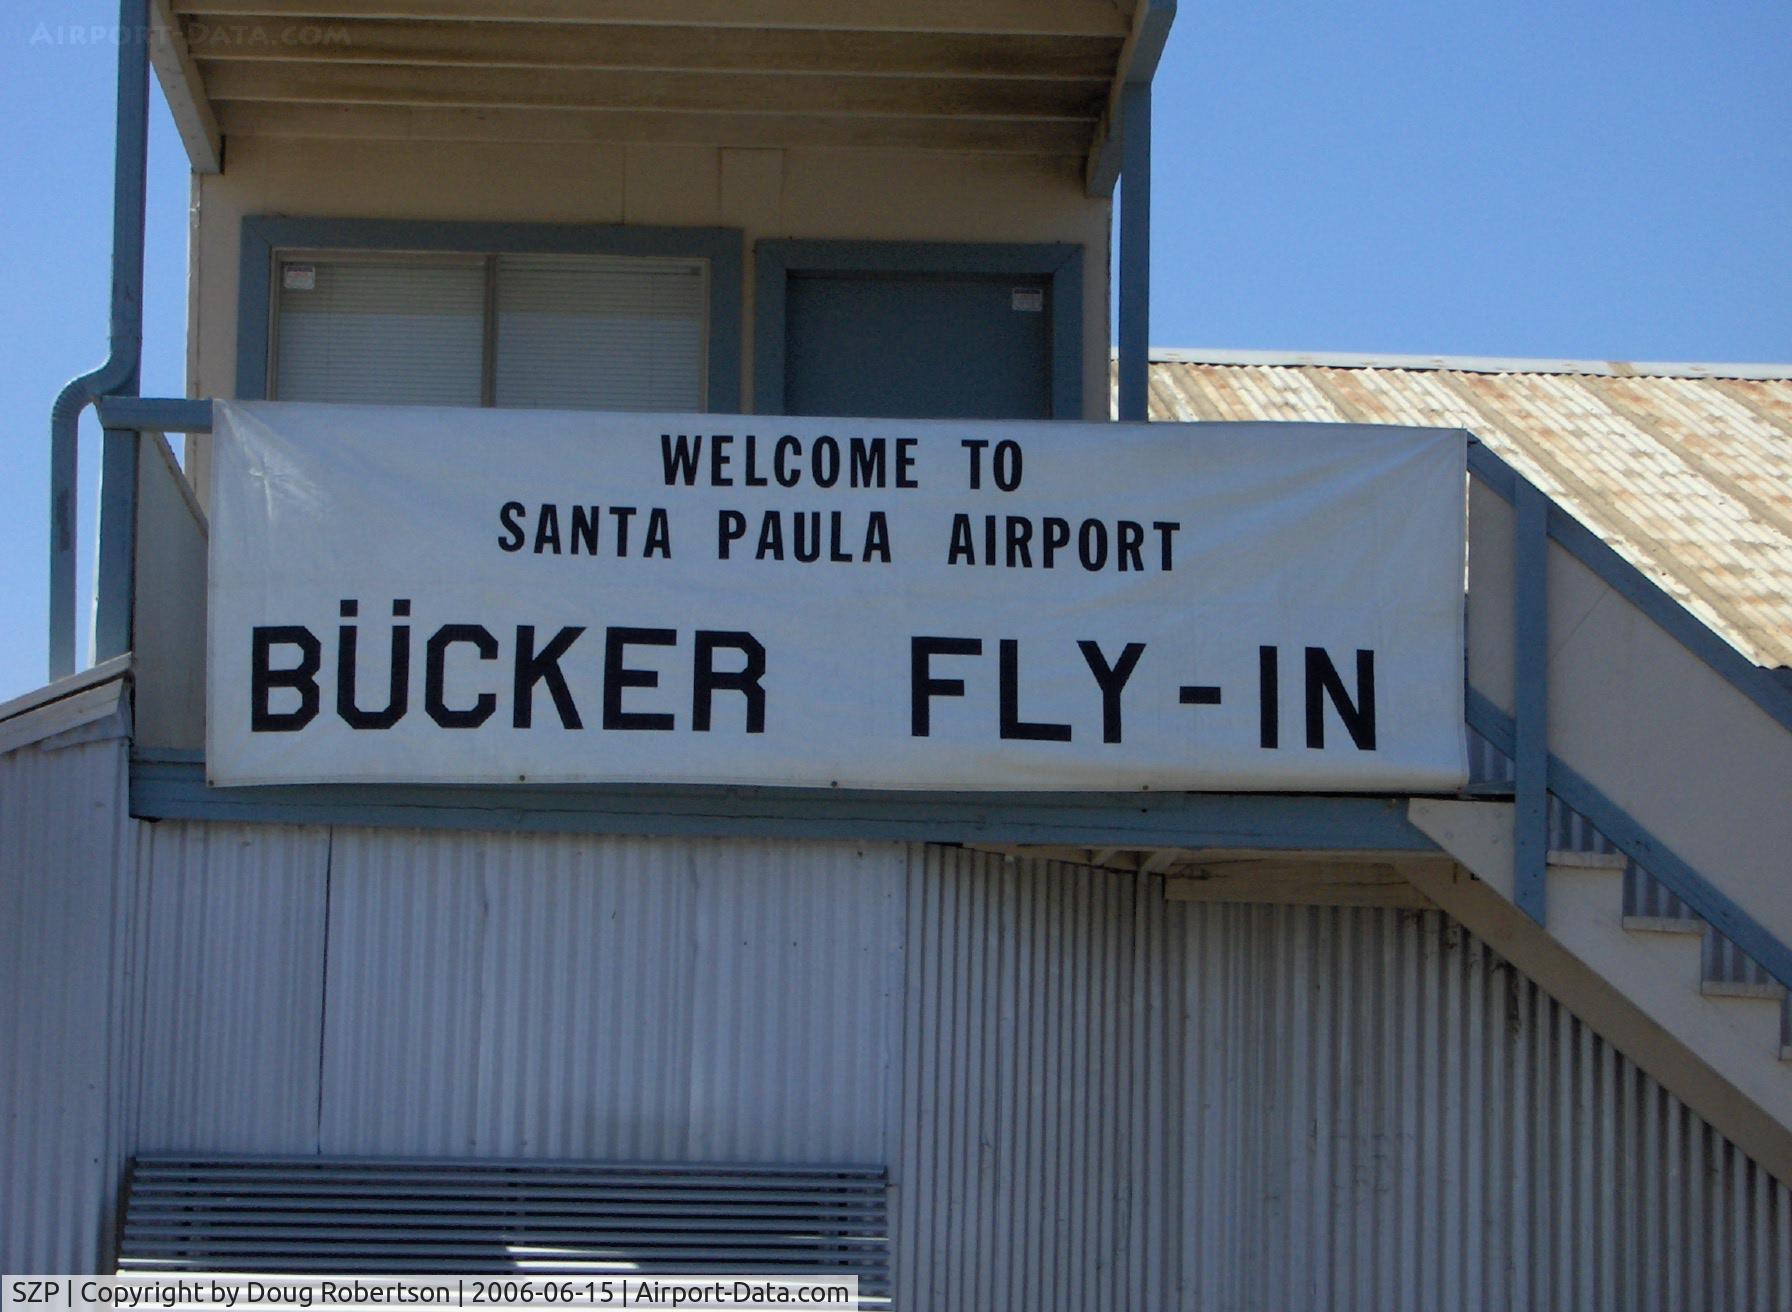 Airport-Data.com
WELCOME TO
SANTA PAULA AIRPORT
BÜCKER FLY-IN
SZP | Copyright by Doug Robertson | 2006-06-15 | Airport-Data.com